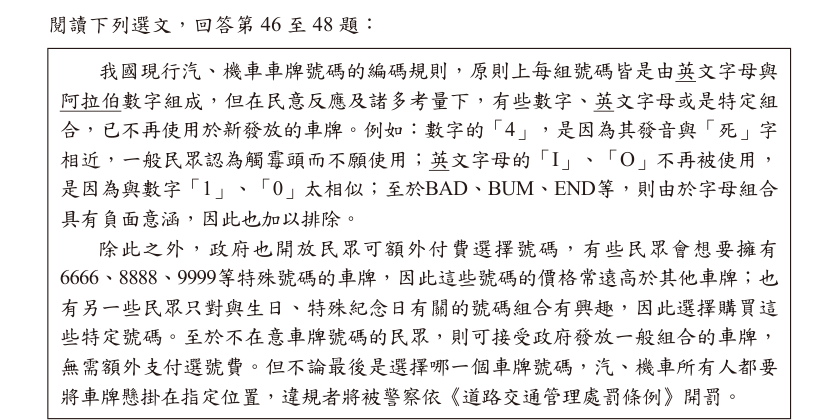 閱讀下列選文，回答第 46 至 48 題：
我國現行汽、機車車牌號碼的編碼規則，原則上每組號碼皆是由英文字母與
阿拉伯數字組成，但在民意反應及諸多考量下，有些數字、英文字母或是特定組
合，已不再使用於新發放的車牌。例如：數字的「4」，是因為其發音與「死」字
相近，一般民眾認為觸霉頭而不願使用；英文字母的「I」、「O」不再被使用，
是因為與數字「1」、「0」太相似；至於BAD、BUM、END等，則由於字母組合
具有負面意涵，因此也加以排除。
除此之外，政府也開放民眾可額外付費選擇號碼，有些民眾會想要擁有
6666、8888、9999等特殊號碼的車牌，因此這些號碼的價格常遠高於其他車牌；也
有另一些民眾只對與生日、特殊紀念日有關的號碼組合有興趣，因此選擇購買這
些特定號碼。至於不在意車牌號碼的民眾，則可接受政府發放一般組合的車牌，
無需額外支付選號費。但不論最後是選擇哪一個車牌號碼，汽、機車所有人都要
將車牌懸掛在指定位置，違規者將被警察依《道路交通管理處罰條例》開罰。